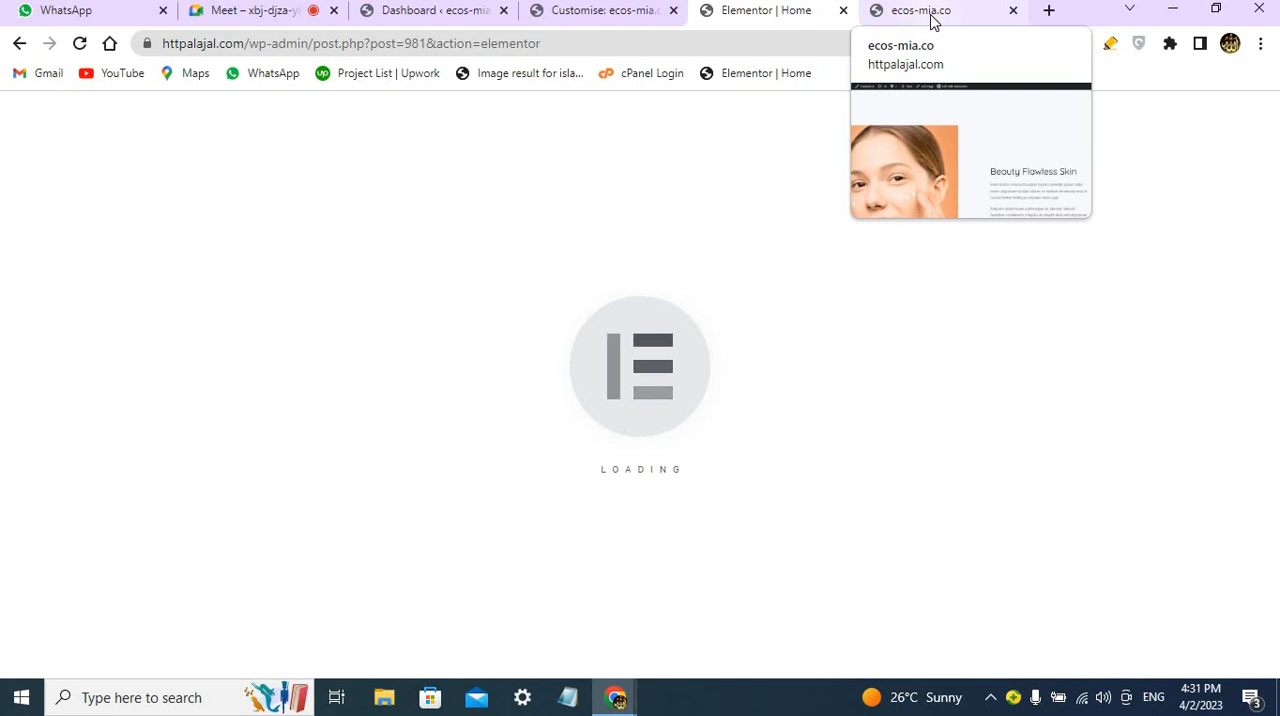 WhatsApp
Meet – xbj-dzaz-y
Dashboard ‹ ecos-mia
Customise: ecos-mia.c
Elementor | Home
ecos-mia.co
httpalajal.com/wp-admin/post.php?post=981&action=elementor
Gmail
YouTube
Maps
WhatsApp
Project List | Upwork
Image result for isla...
cPanel Login
Elementor | Home
ecos-mia.co
httpalajal.com
Beauty Flawless Skin
LOADING
Type here to search
26°C Sunny
ENG
4:31 PM
4/2/2023
3